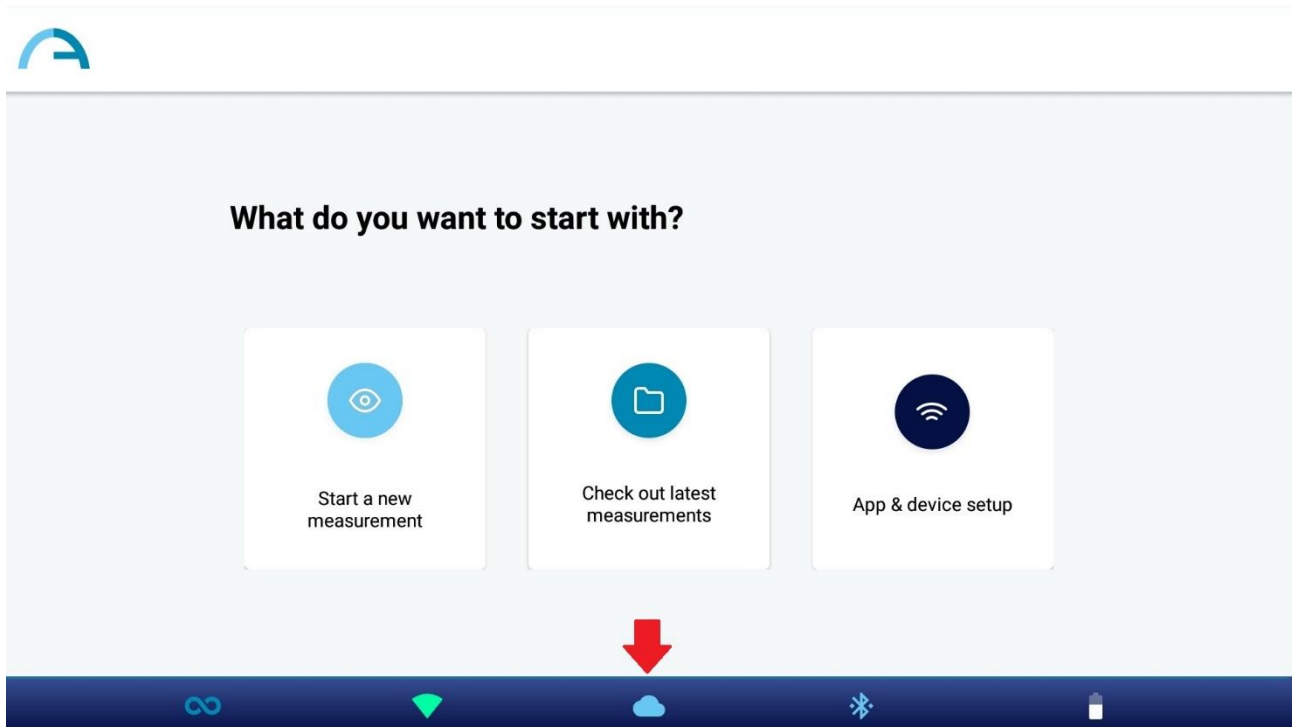 What do you want to start with?
Start a new
measurement
Check out latest
measurements
App & device setup